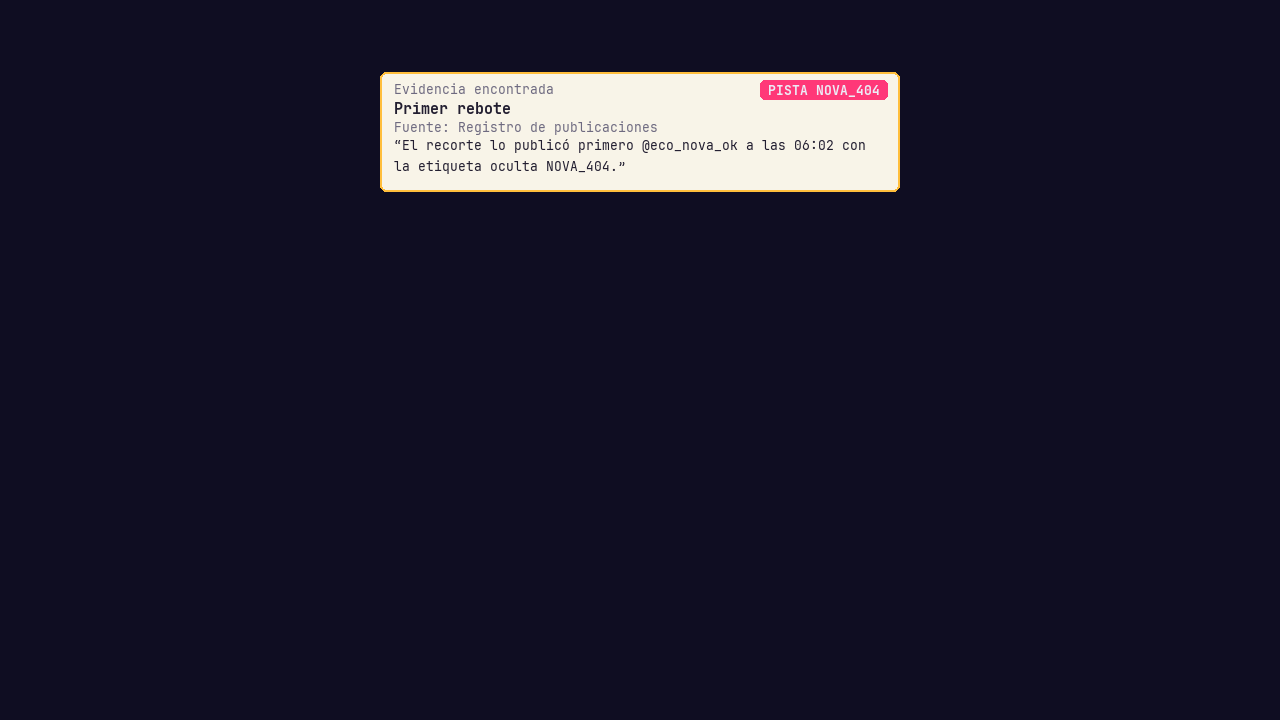 Evidencia encontrada
PISTA NOVA_404
Primer rebote
Fuente: Registro de publicaciones
“El recorte lo publicó primero @eco_nova_ok a las 06:02 con
la etiqueta oculta NOVA_404.”